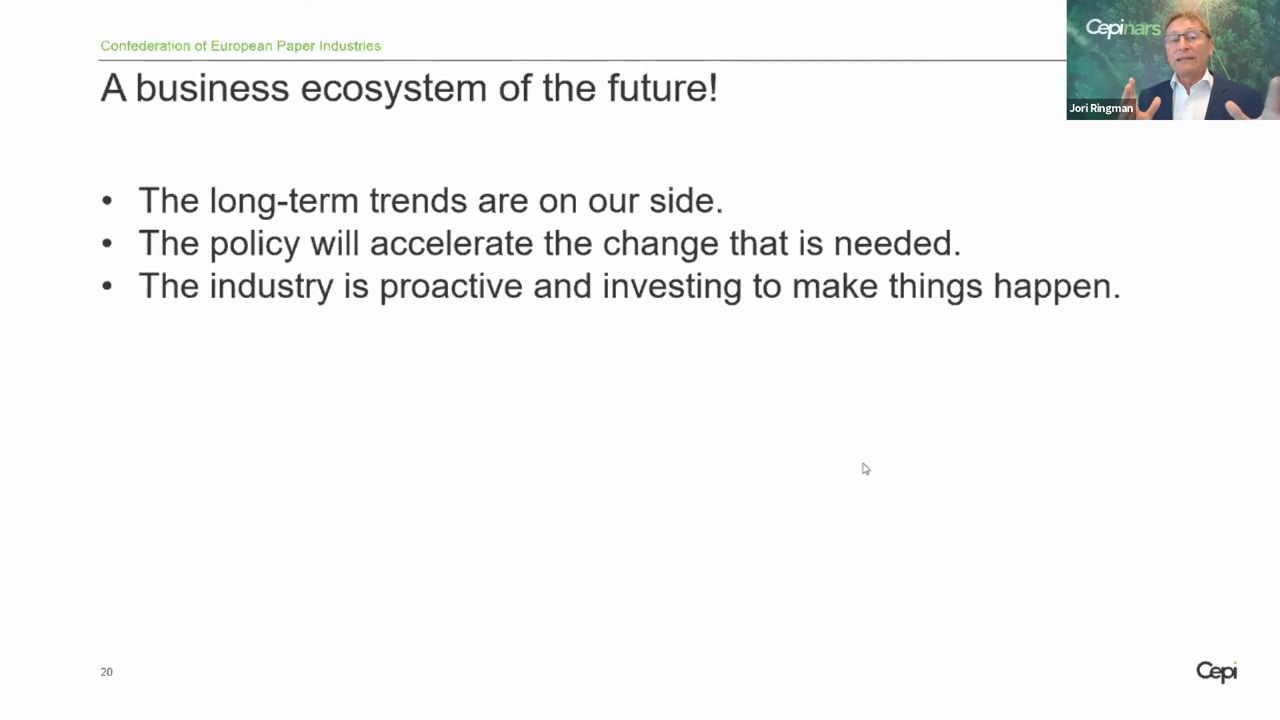 Confederation of European Paper Industries
A business ecosystem of the future!
Cepinars
Jori Ringman
• The long-term trends are on our side.
• The policy will accelerate the change that is needed.
• The industry is proactive and investing to make things happen.
20
Cepi